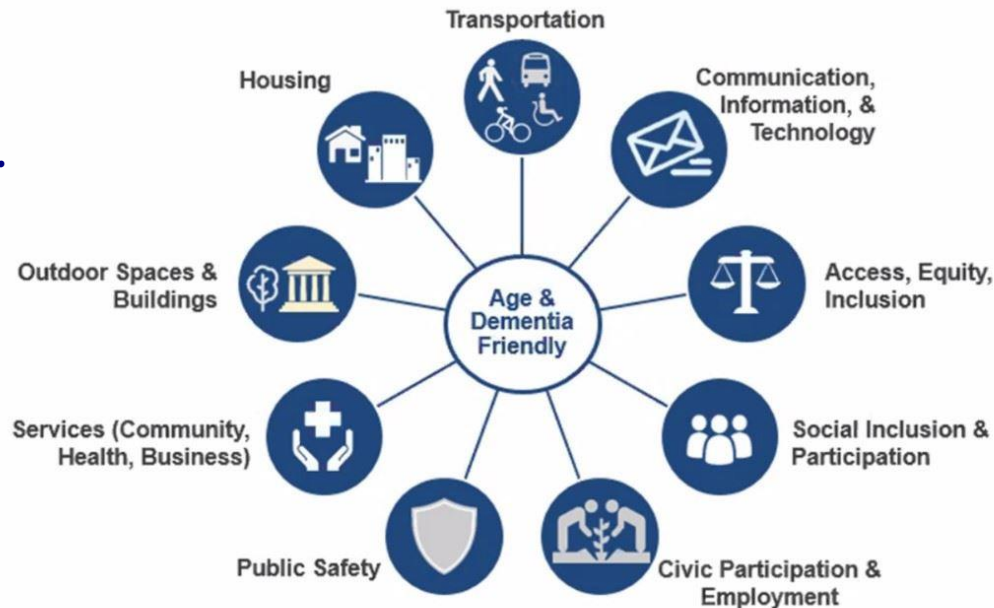 Transportation
Housing
Communication,
Information, &
Technology
Outdoor Spaces &
Buildings
Age &
Dementia
Friendly
Access, Equity,
Inclusion
Services (Community,
Health, Business)
Social Inclusion &
Participation
Public Safety
Civic Participation &
Employment